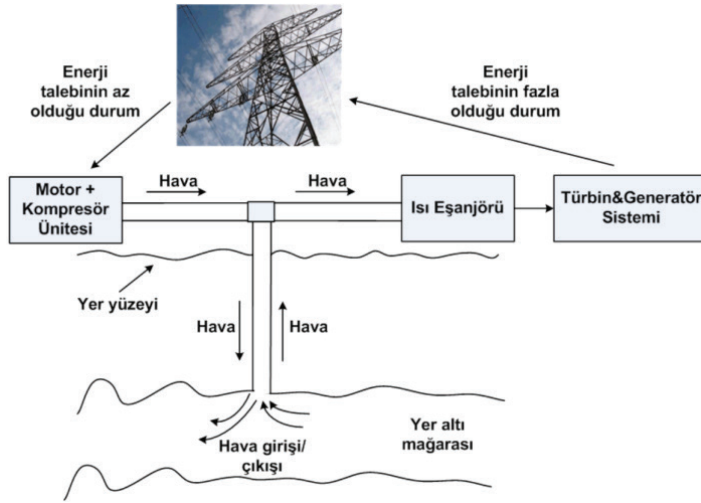 Enerji
talebinin az
olduğu durum
Enerji
talebinin fazla
olduğu durum
Motor +
Kompresör
Ünitesi
Hava
Hava
Isı Eşanjörü
Türbin&Generatör
Sistemi
Yer yüzeyi
Hava
Hava
Hava girişi/
çıkışı
Yer altı
mağarası